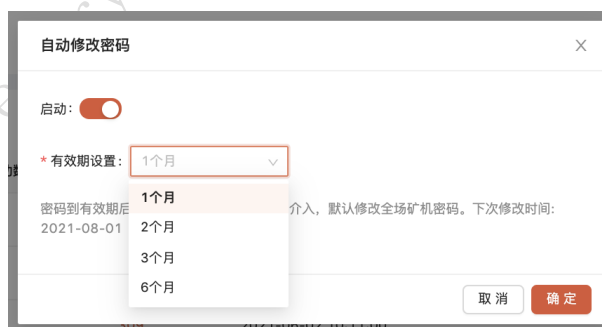 自动修改密码
启动：
* 有效期设置： 1个月
1个月
2个月
3个月
6个月
密码到有效期后 介入，默认修改全场矿机密码。下次修改时间：
2021-08-01
取 消
确 定